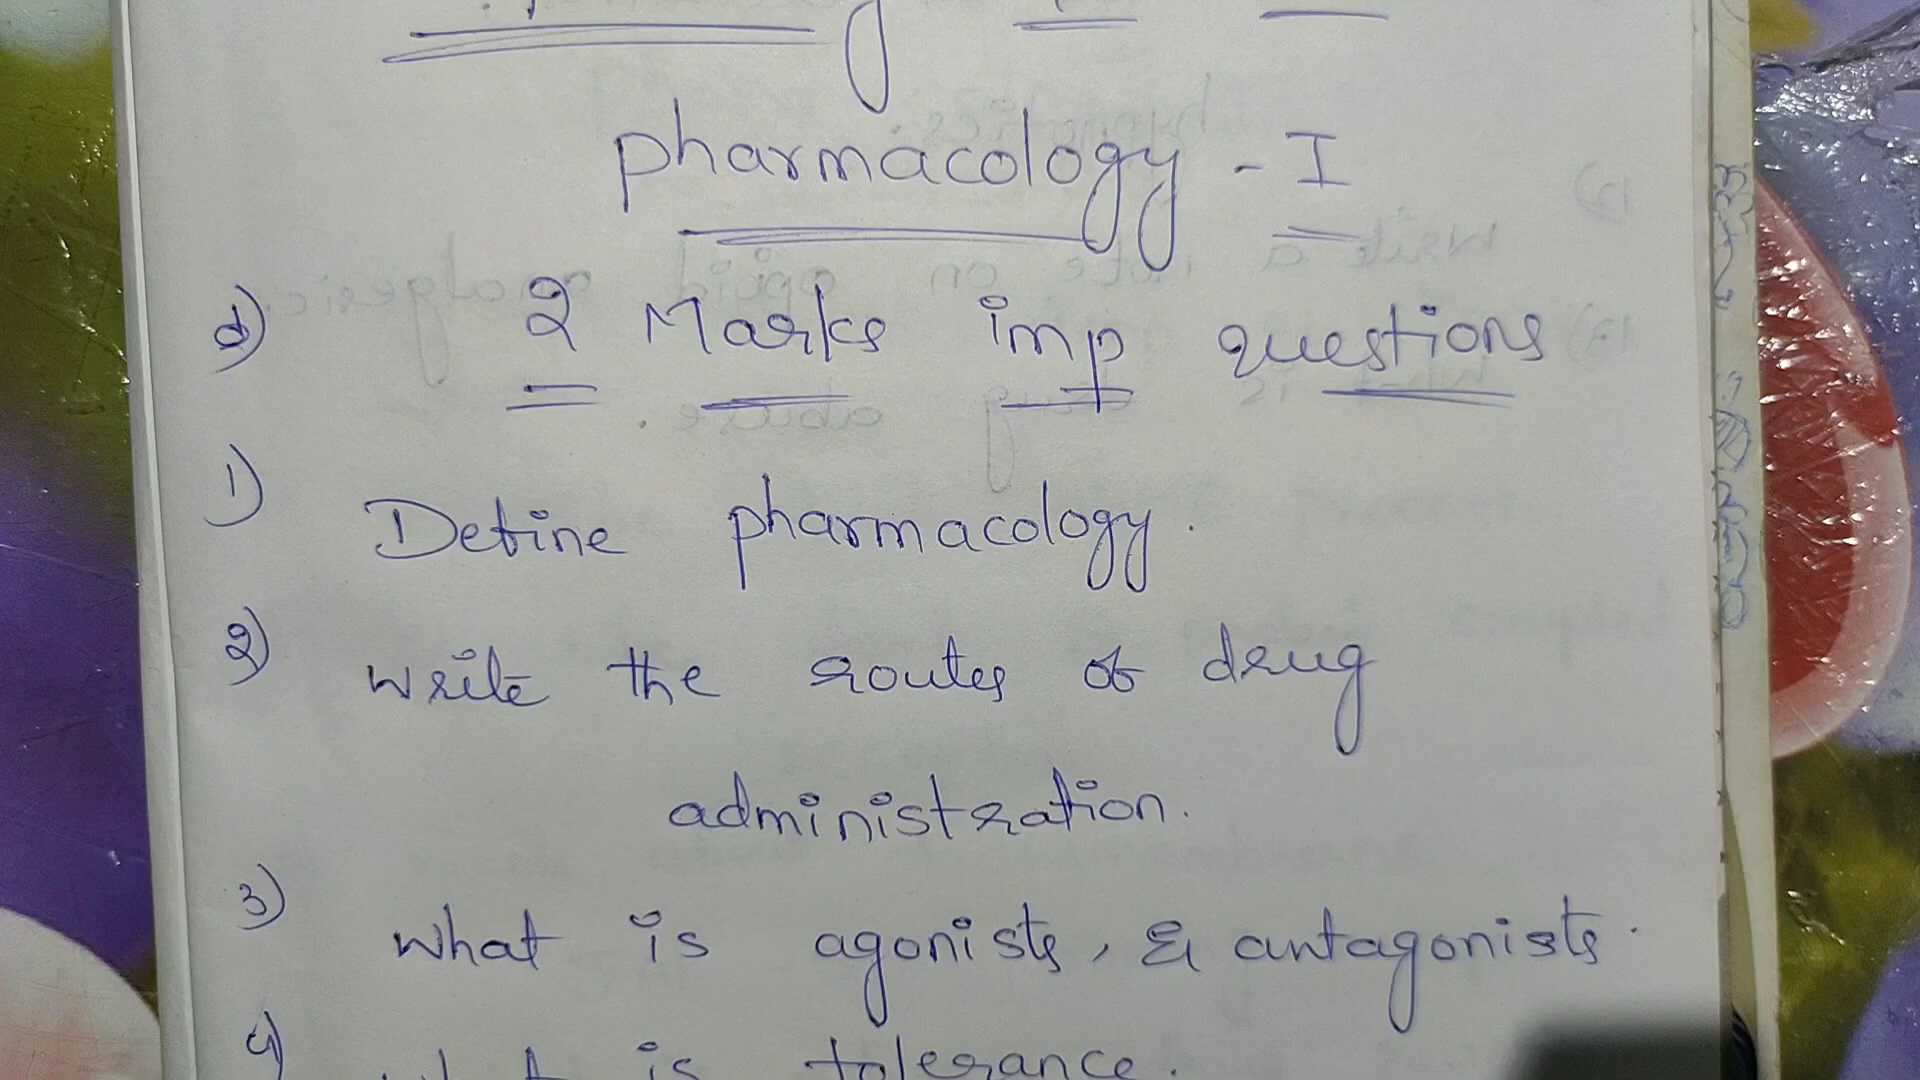 pharmacology - I
d) 2 Marks imp questions
1) Define pharmacology.
2) write the routes of drug
administration.
3) what is agonists, & antagonists.
4) what is tolerance.